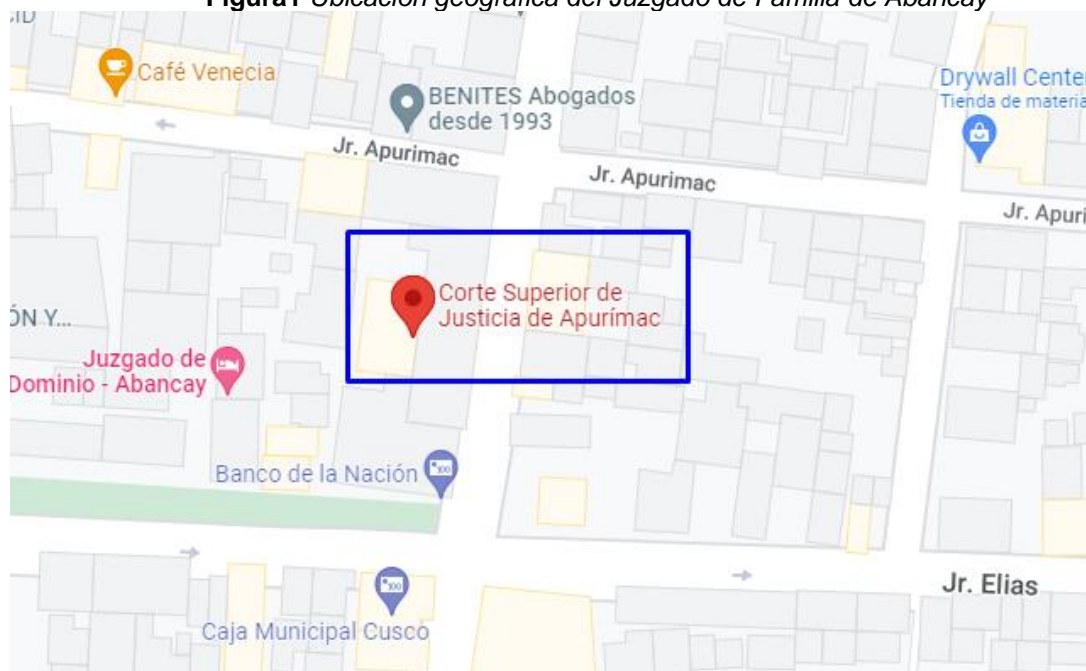 Figura1 Ubicación geográfica del Juzgado de Familia de Abancay
CID
Café Venecia
BENITES Abogados
desde 1993
Drywall Center
Tienda de materia
Jr. Apurimac
Jr. Apurimac
Jr. Apuri
Corte Superior de
Justicia de Apurímac
ÓN Y...
Juzgado de
Dominio - Abancay
Banco de la Nación
Jr. Elias
Caja Municipal Cusco